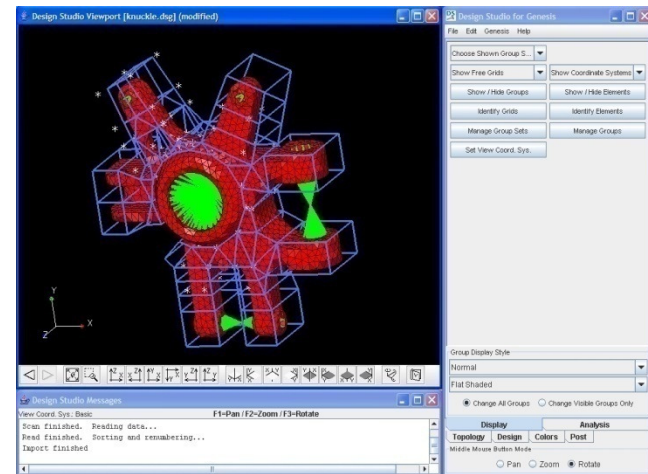 Design Studio Viewport [knuckle.dsg] (modified)
Y
X
Z
Design Studio Messages
View Coord. Sys.: Basic
F1=Pan / F2=Zoom / F3=Rotate
Scan finished. Reading data...
Read finished. Sorting and renumbering...
Import finished
Design Studio for Genesis
File Edit Genesis Help
Choose Shown Group S...
Show Free Grids Show Coordinate Systems
Show / Hide Groups Show / Hide Elements
Identify Grids Identify Elements
Manage Group Sets Manage Groups
Set View Coord. Sys.
Group Display Style
Normal
Flat Shaded
Change All Groups Change Visible Groups Only
Display Analysis
Topology Design Colors Post
Middle Mouse Button Mode
Pan Zoom Rotate